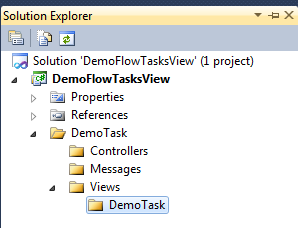 Solution Explorer
Solution 'DemoFlowTasksView' (1 project)
DemoFlowTasksView
Properties
References
DemoTask
Controllers
Messages
Views
DemoTask